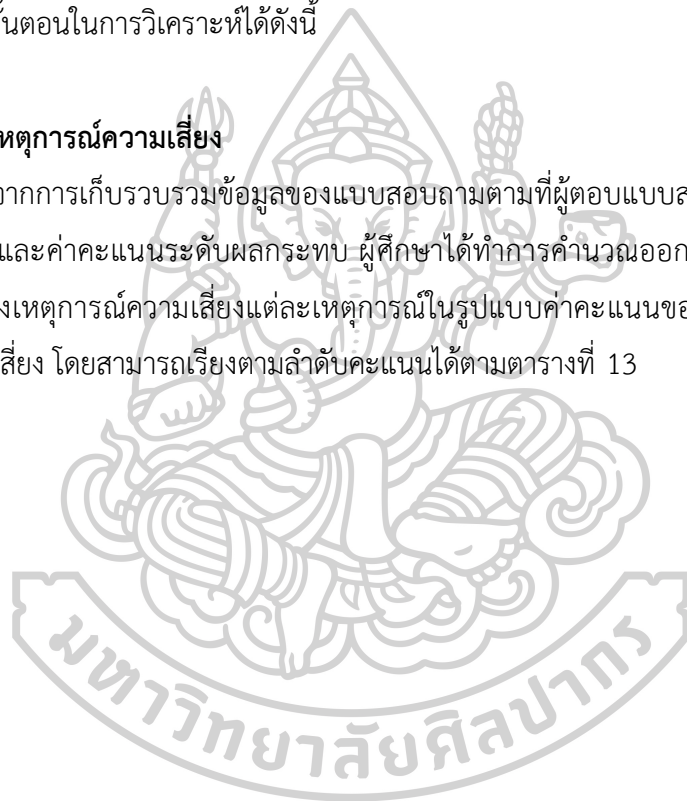 ั้นตอนในการวิเคราะห์ได้ดังนี้
หตุการณ์ความเสี่ยง
จากการเก็บรวบรวมข้อมูลของแบบสอบถามตามที่ผู้ตอบแบบส
และค่าคะแนนระดับผลกระทบ ผู้ศึกษาได้ทำการคำนวณออก
งเหตุการณ์ความเสี่ยงแต่ละเหตุการณ์ในรูปแบบค่าคะแนนขอ
สี่ยง โดยสามารถเรียงตามลำดับคะแนนได้ตามตารางที่ 13
มหาวิทยาลัยศิลปากร